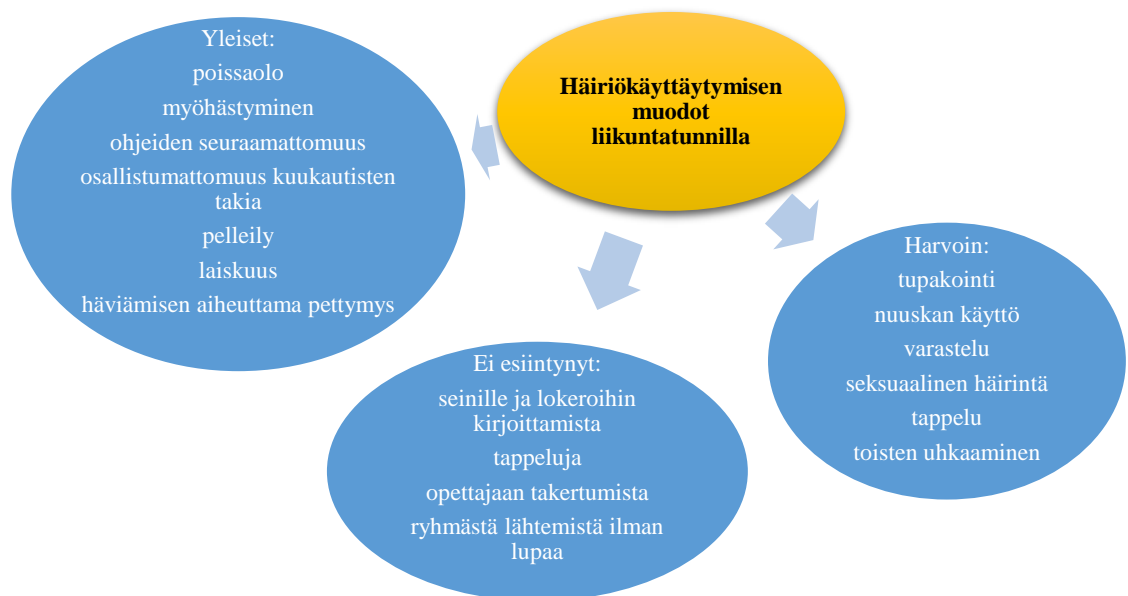 Häiriökäyttäytymisen
muodot
liikuntatunnilla
Yleiset:
poissaolo
myöhästyminen
ohjeiden seuraamattomuus
osallistumattomuus kuukautisten
takia
pelleily
laiskuus
häviämisen aiheuttama pettymys
Ei esiintynyt:
seinille ja lokeroihin
kirjoittamista
tappeluja
opettajaan takertumista
ryhmästä lähtemistä ilman
lupaa
Harvoin:
tupakointi
nuuskan käyttö
varastelu
seksuaalinen häirintä
tappelu
toisten uhkaaminen